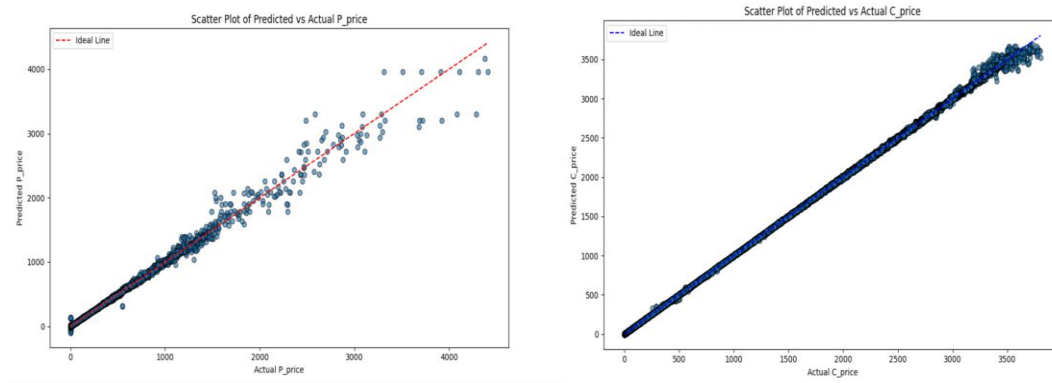 Scatter Plot of Predicted vs Actual P_price
Ideal Line
4000
3000
2000
1000
0
Predicted P_price
0 1000 2000 3000 4000
Actual P_price
Scatter Plot of Predicted vs Actual C_price
Ideal Line
3500
3000
2500
2000
1500
1000
500
0
Predicted C_price
0 500 1000 1500 2000 2500 3000 3500
Actual C_price